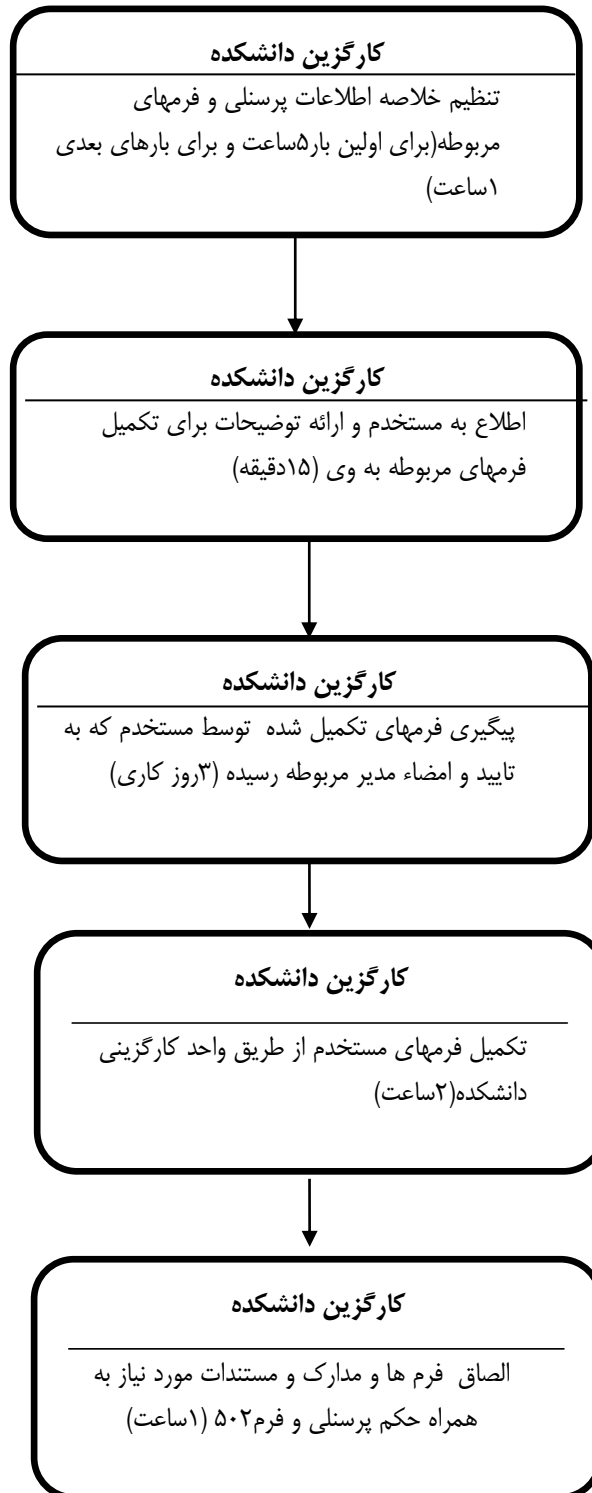 کارگزین دانشکده
تنظیم خلاصه اطلاعات پرسنلی و فرمهای
مربوطه(برای اولین بار۵ساعت و برای بارهای بعدی
۱ساعت)
کارگزین دانشکده
اطلاع به مستخدم و ارائه توضیحات برای تکمیل
فرمهای مربوطه به وی (۱۵دقیقه)
کارگزین دانشکده
پیگیری فرمهای تکمیل شده  توسط مستخدم که به
تایید و امضاء مدیر مربوطه رسیده (۳روز کاری)
کارگزین دانشکده
تکمیل فرمهای مستخدم از طریق واحد کارگزینی
دانشکده(۲ساعت)
کارگزین دانشکده
الصاق  فرم ها و مدارک و مستندات مورد نیاز به
همراه حکم پرسنلی و فرم۵۰۲ (۱ساعت)